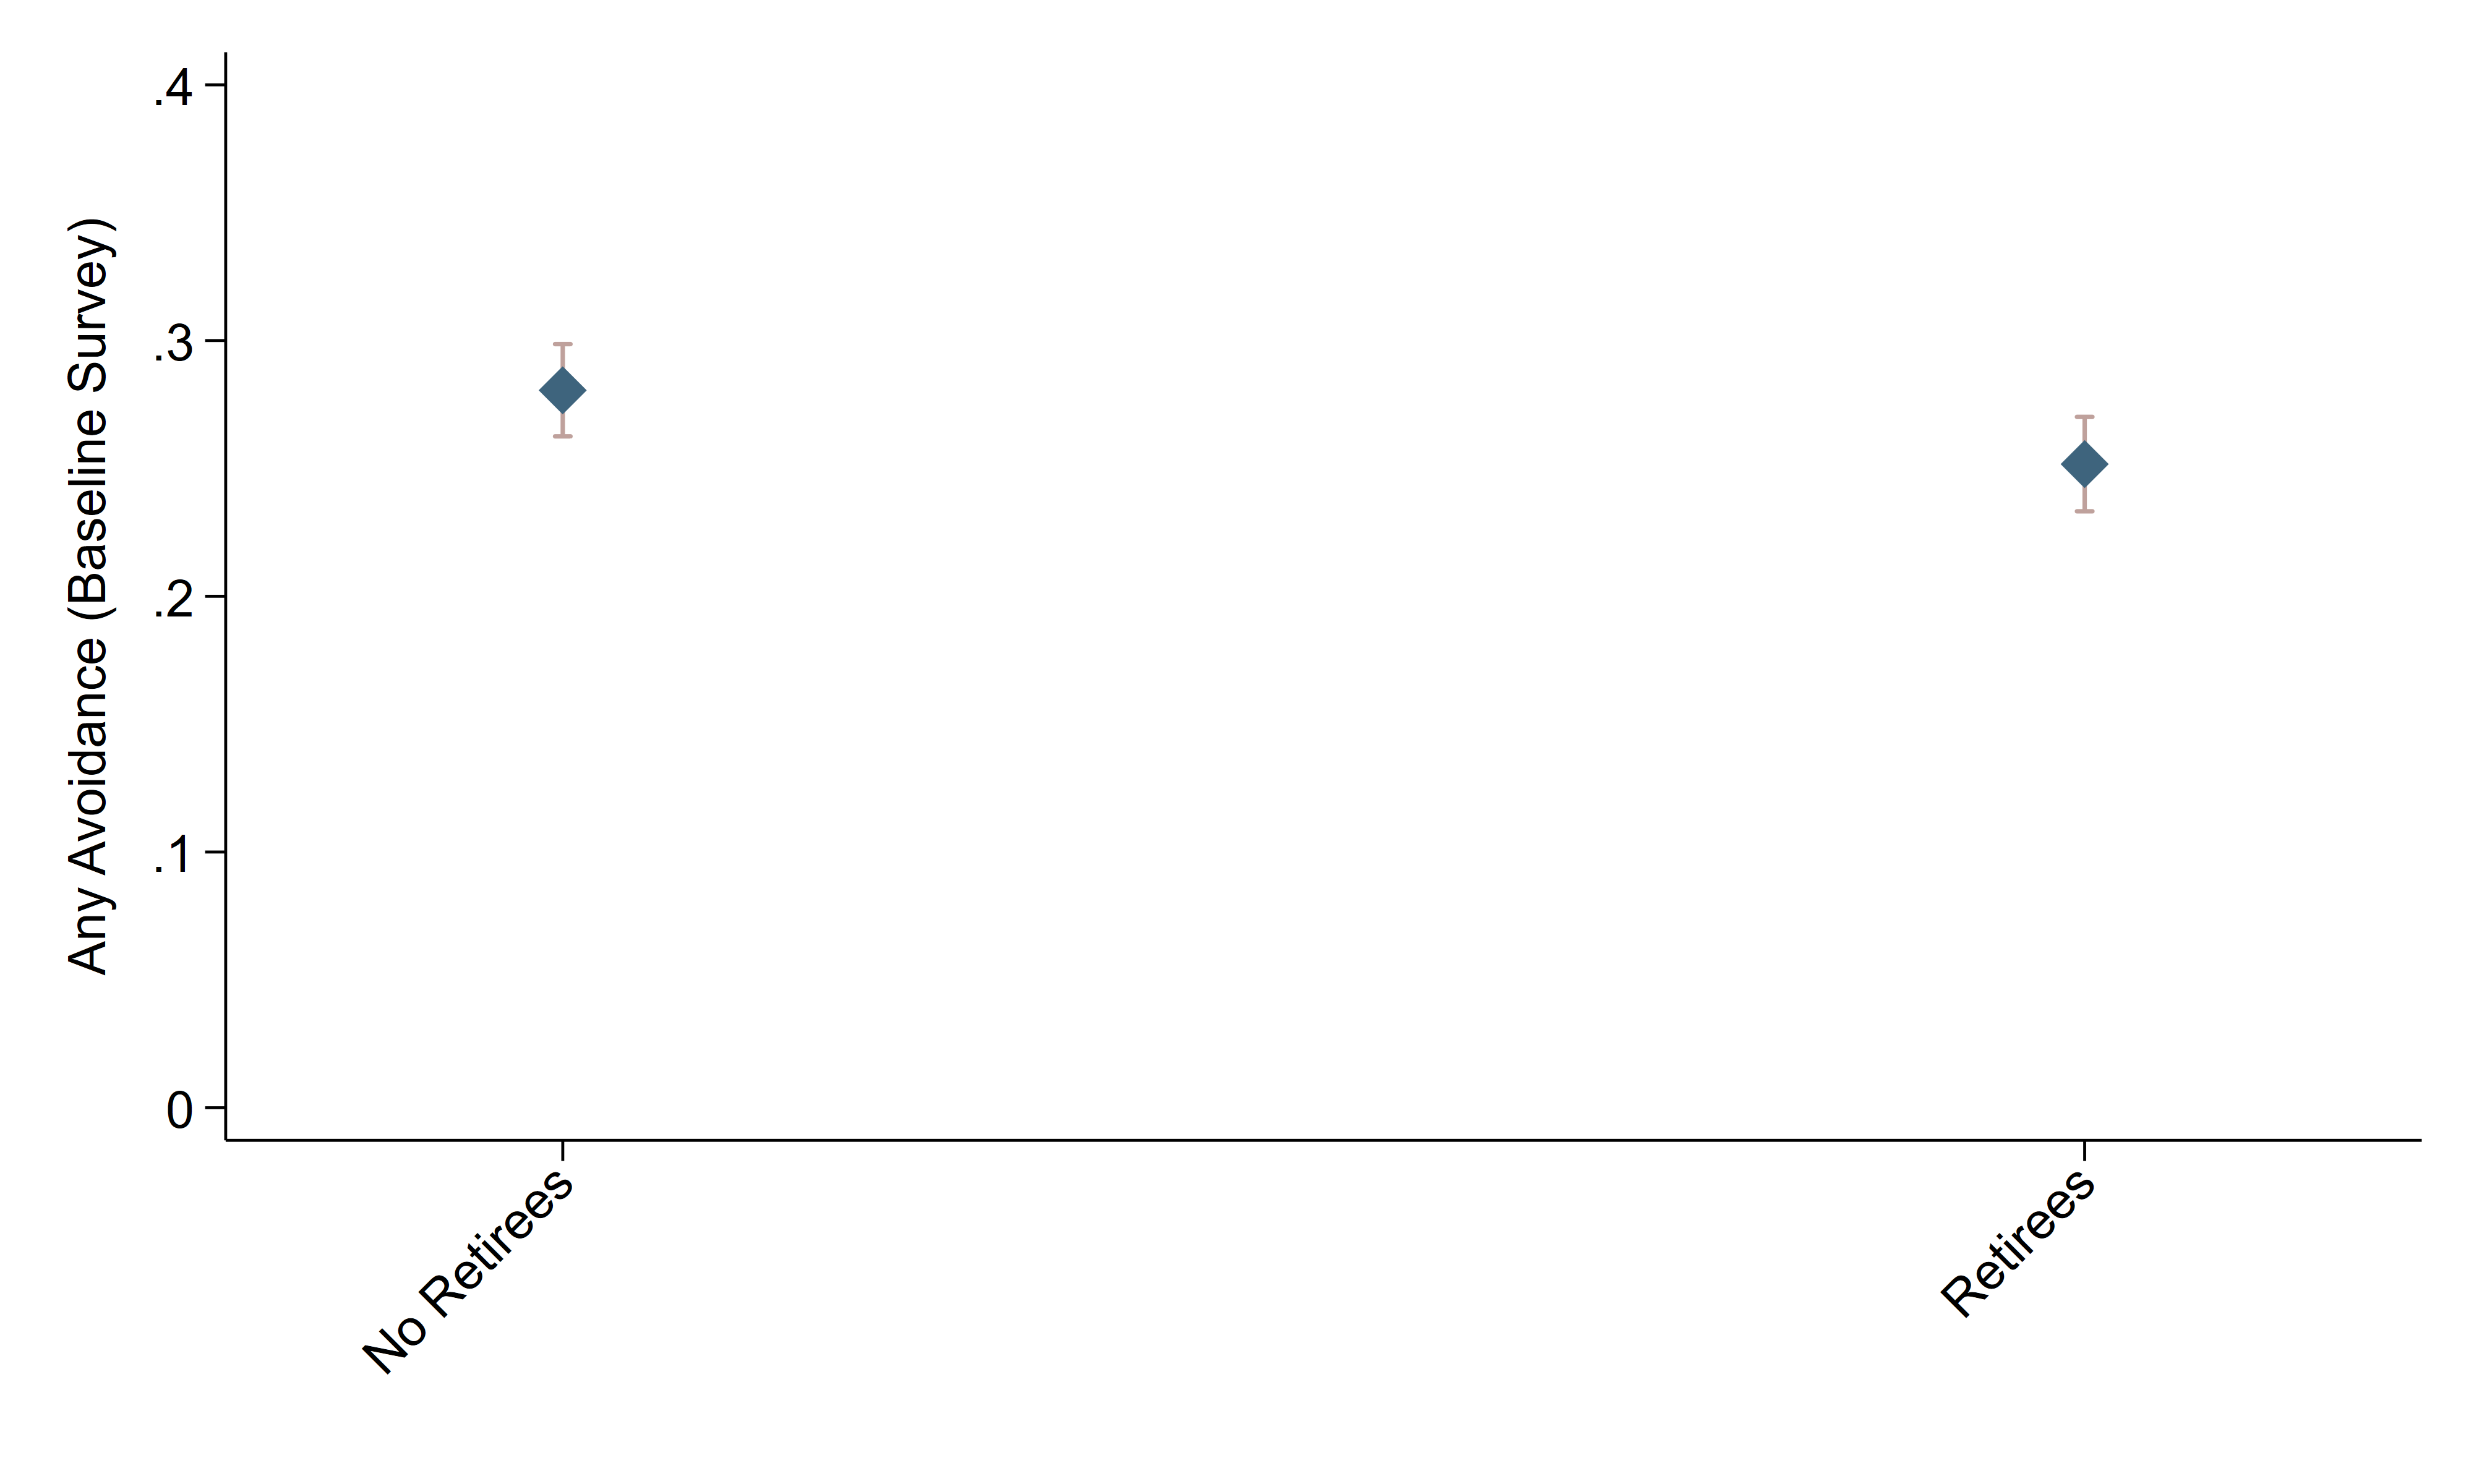 Any Avoidance (Baseline Survey)
.4
.3
.2
.1
0
No Retirees
Retirees